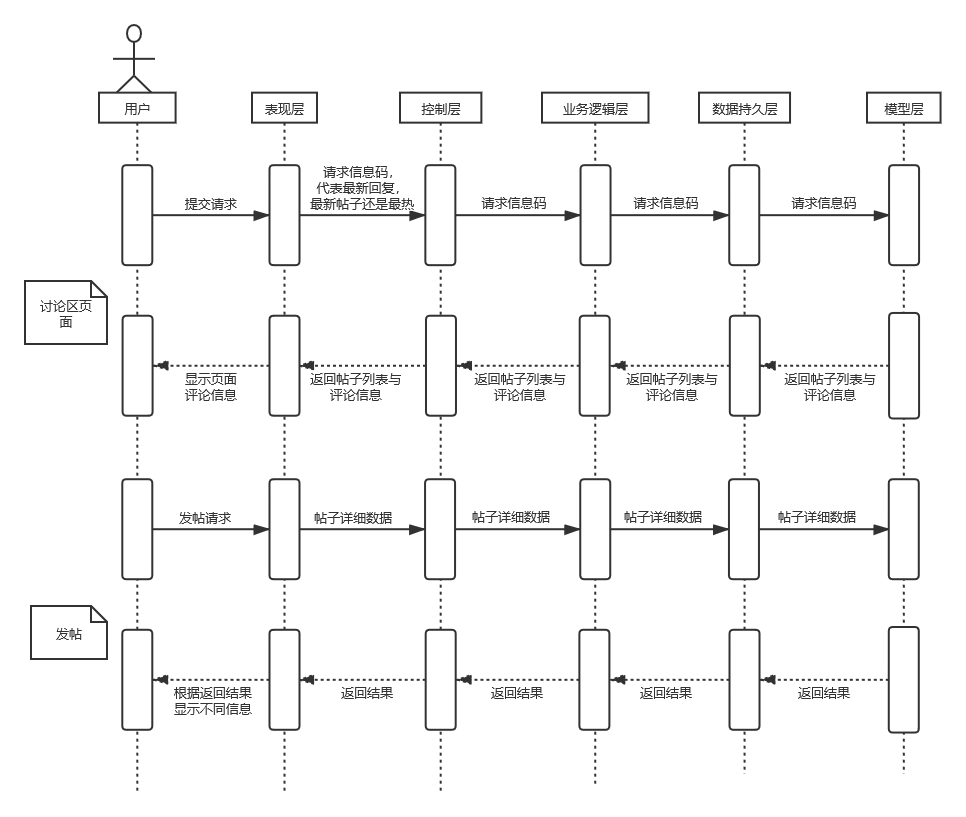 用户
表现层
控制层
业务逻辑层
数据持久层
模型层
请求信息码，
代表最新回复，
最新帖子还是最热
提交请求
请求信息码
请求信息码
请求信息码
讨论区页
面
显示页面
评论信息
返回帖子列表与
评论信息
返回帖子列表与
评论信息
返回帖子列表与
评论信息
返回帖子列表与
评论信息
发帖请求
帖子详细数据
帖子详细数据
帖子详细数据
帖子详细数据
发帖
根据返回结果
显示不同信息
返回结果
返回结果
返回结果
返回结果